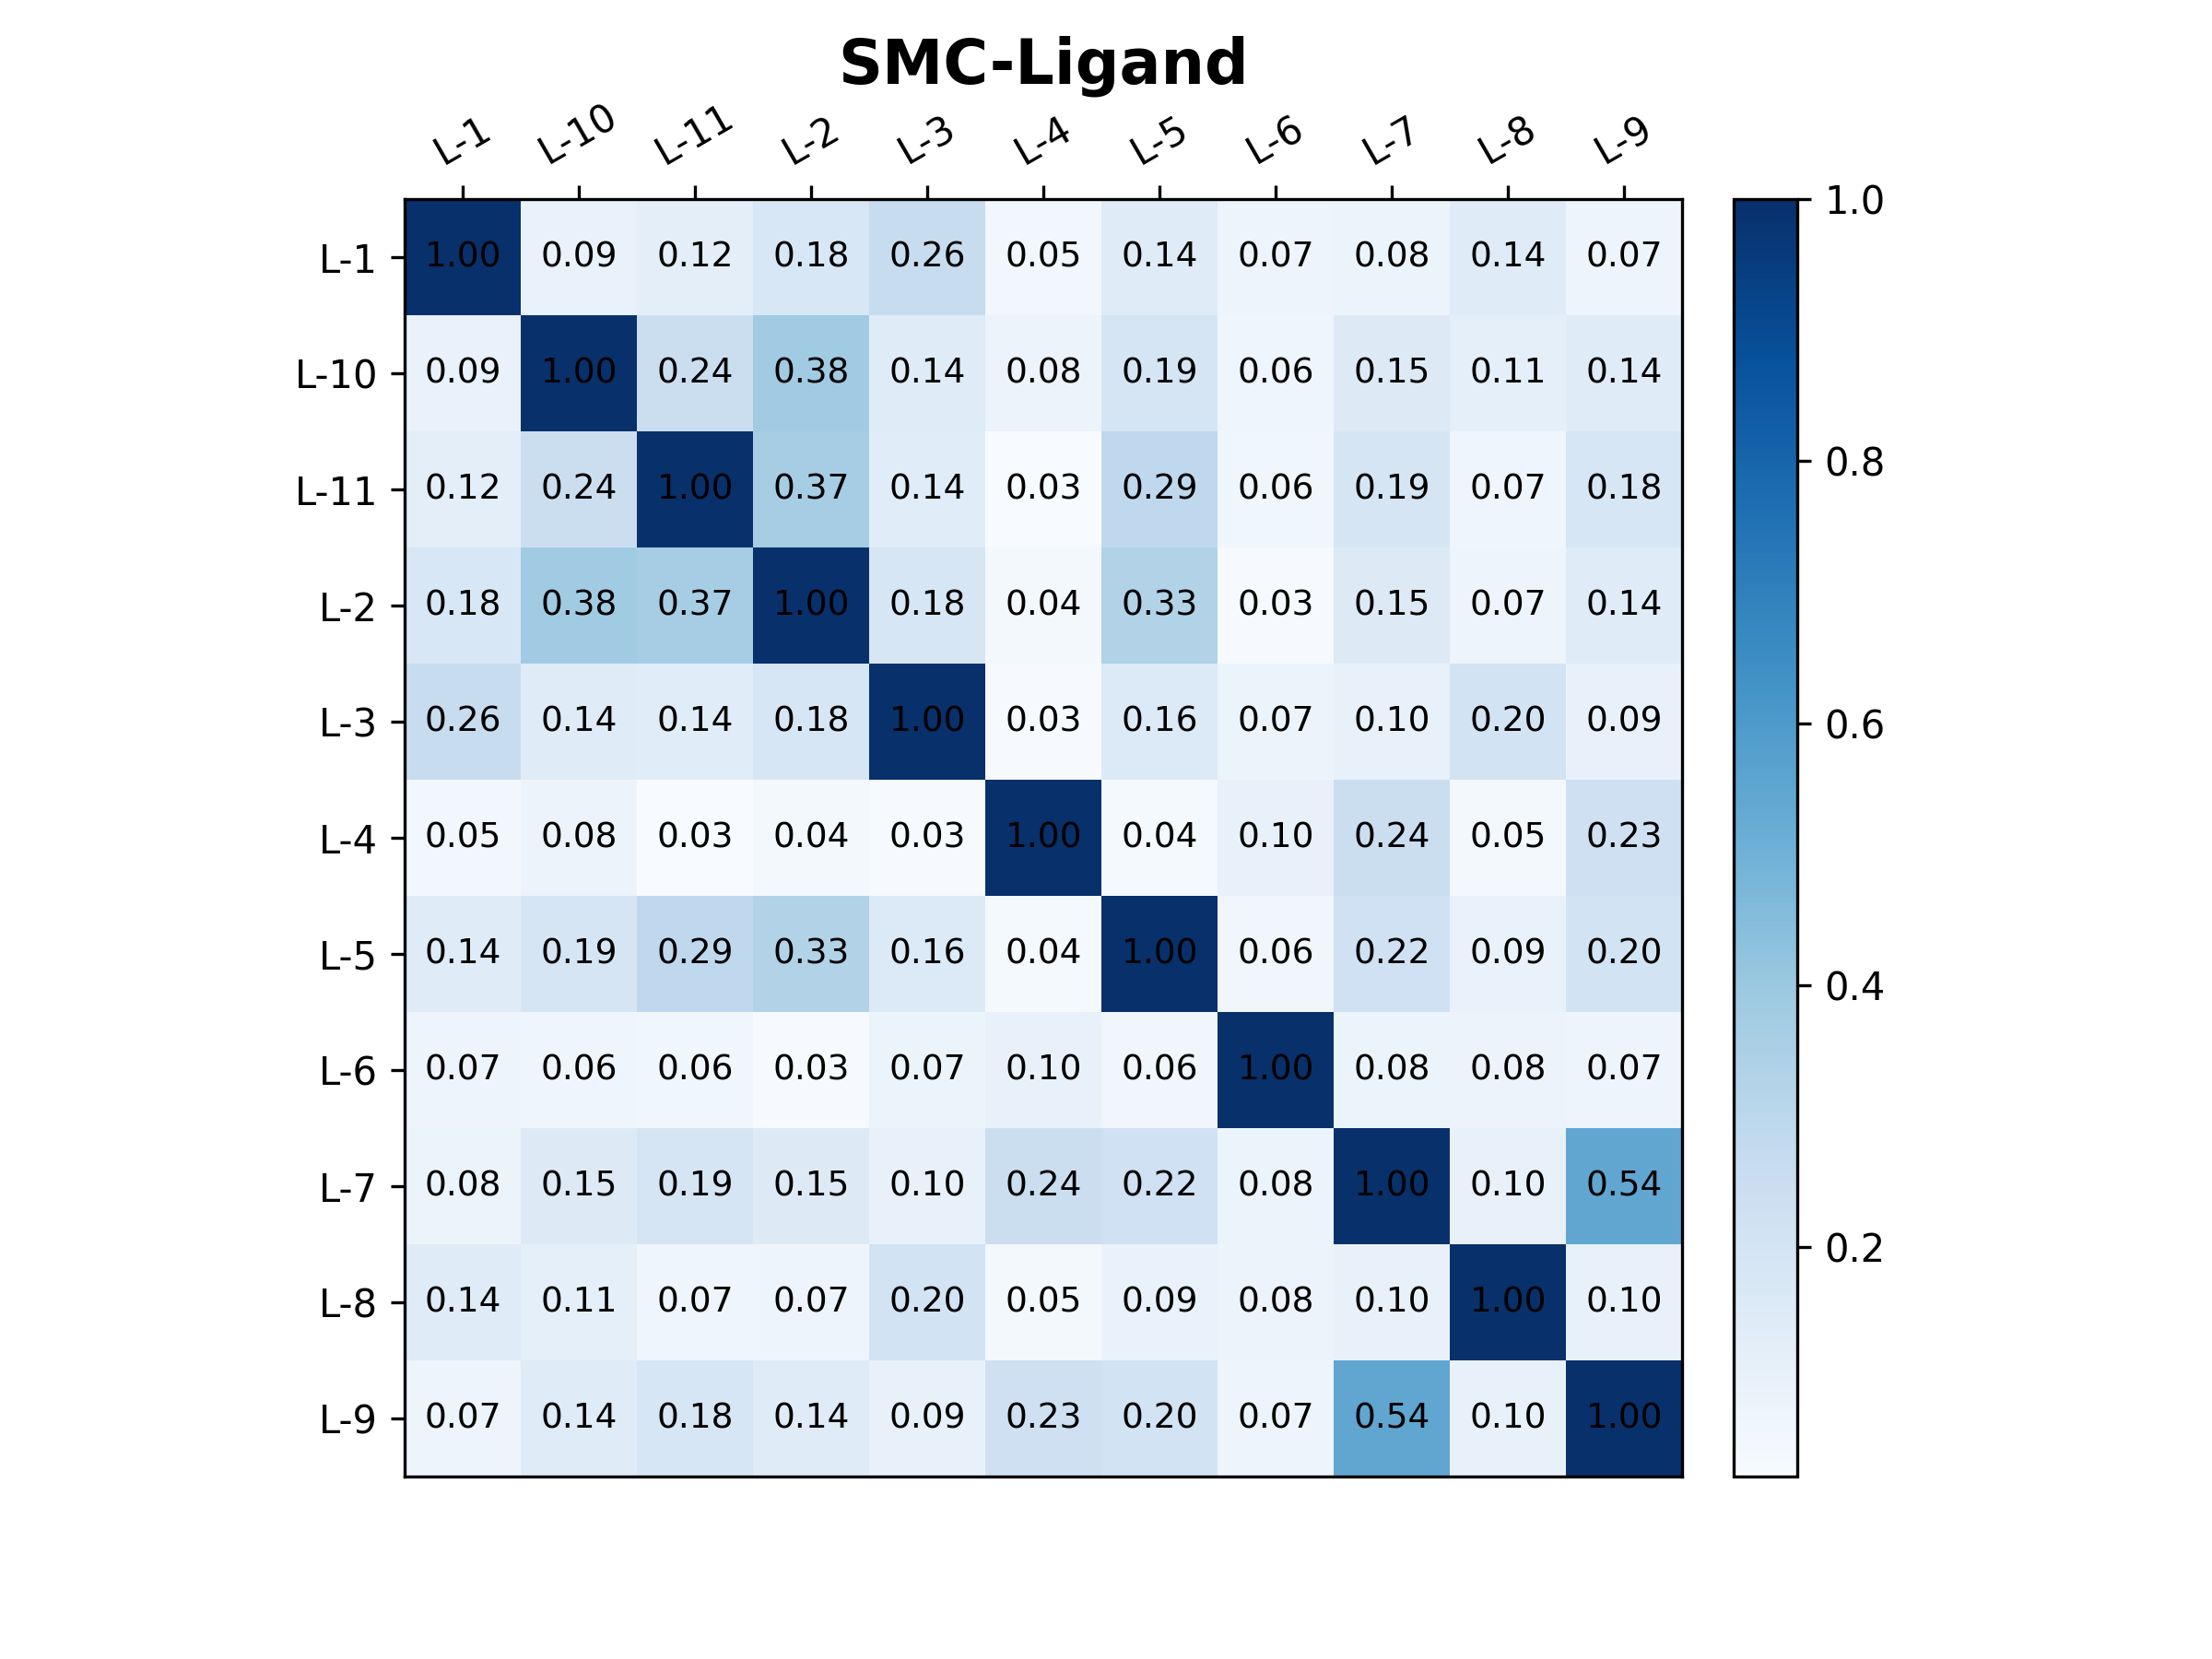 SMC-Ligand
L-1 L-10 L-11 L-2 L-3 L-4 L-5 L-6 L-7 L-8 L-9
L-1 1.00 0.09 0.12 0.18 0.26 0.05 0.14 0.07 0.08 0.14 0.07
L-10 0.09 1.00 0.24 0.38 0.14 0.08 0.19 0.06 0.15 0.11 0.14
L-11 0.12 0.24 1.00 0.37 0.14 0.03 0.29 0.06 0.19 0.07 0.18
L-2 0.18 0.38 0.37 1.00 0.18 0.04 0.33 0.03 0.15 0.07 0.14
L-3 0.26 0.14 0.14 0.18 1.00 0.03 0.16 0.07 0.10 0.20 0.09
L-4 0.05 0.08 0.03 0.04 0.03 1.00 0.04 0.10 0.24 0.05 0.23
L-5 0.14 0.19 0.29 0.33 0.16 0.04 1.00 0.06 0.22 0.09 0.20
L-6 0.07 0.06 0.06 0.03 0.07 0.10 0.06 1.00 0.08 0.08 0.07
L-7 0.08 0.15 0.19 0.15 0.10 0.24 0.22 0.08 1.00 0.10 0.54
L-8 0.14 0.11 0.07 0.07 0.20 0.05 0.09 0.08 0.10 1.00 0.10
L-9 0.07 0.14 0.18 0.14 0.09 0.23 0.20 0.07 0.54 0.10 1.00
1.0
0.8
0.6
0.4
0.2